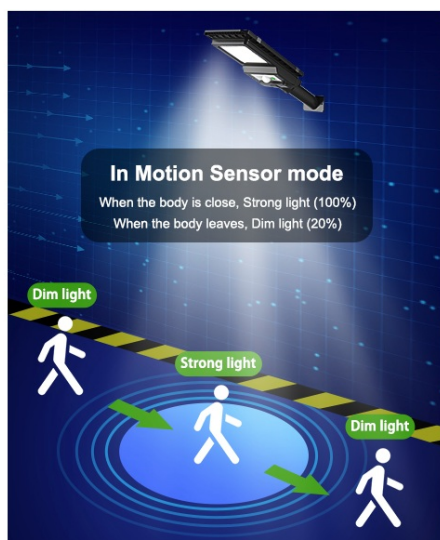 In Motion Sensor mode
When the body is close, Strong light (100%)
When the body leaves, Dim light (20%)
Dim light
Strong light
Dim light